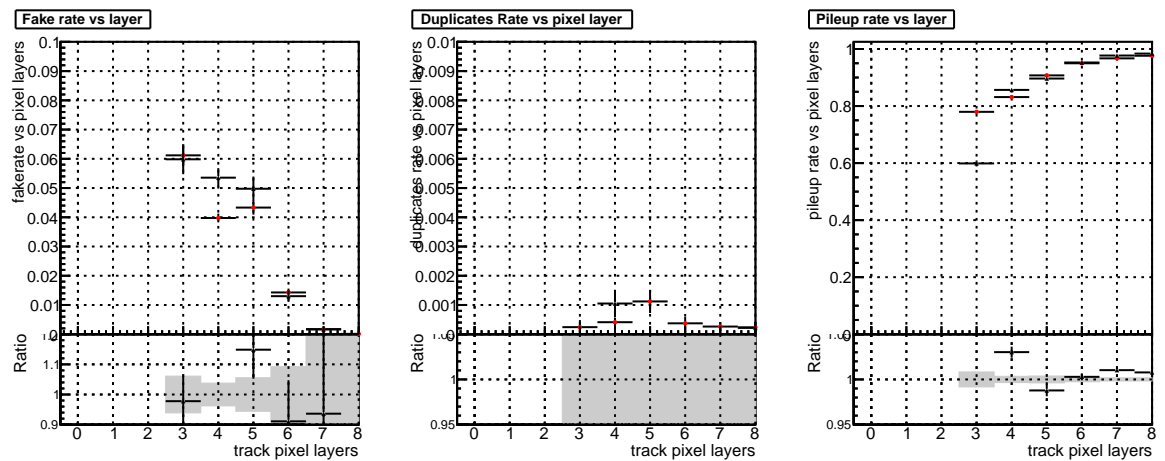 Fake rate vs layer
fakerate vs pixel layers
0.1
0.09
0.08
0.07
0.06
0.05
0.04
0.03
0.02
0.01
0
Ratio
1.1
1
0.9
0 1 2 3 4 5 6 7 8
track pixel layers
Duplicates Rate vs pixel layer
duplicates rate vs pixel layers
0.01
0.009
0.008
0.007
0.006
0.005
0.004
0.003
0.002
0.001
0
Ratio
1
0.95
0 1 2 3 4 5 6 7 8
track pixel layers
Pileup rate vs layer
pileup rate vs pixel layers
1
0.8
0.6
0.4
0.2
0
Ratio
1
0.95
0 1 2 3 4 5 6 7 8
track pixel layers